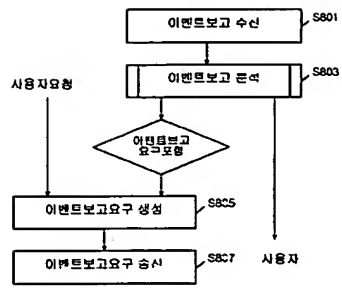 이벤트보고 수신
S801
이벤트보고 분석
S803
사용자요청
이벤트보고
요구포함
이벤트보고요구 생성
S805
이벤트보고요구 송신
S807
사용자